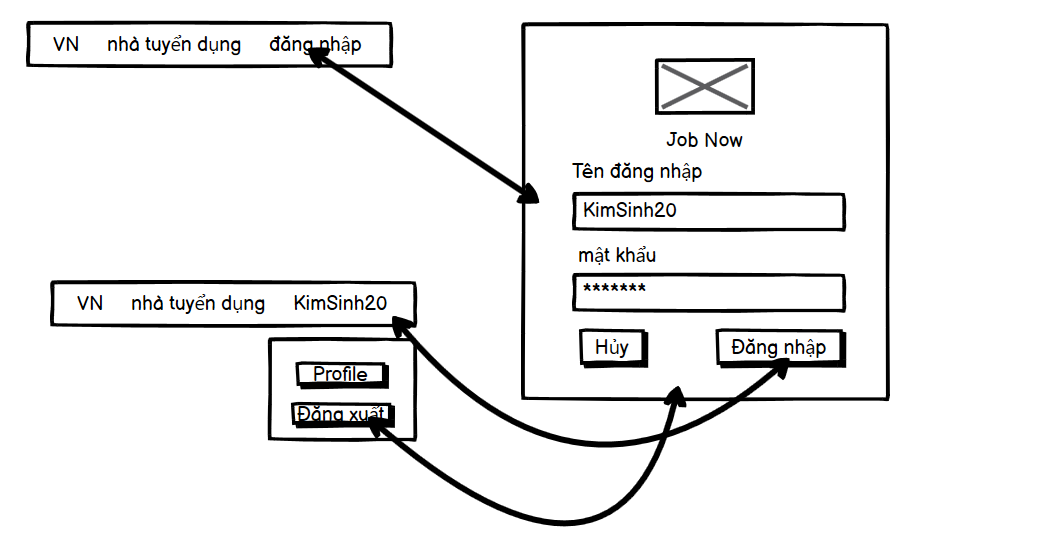 VN nhà tuyển dụng đăng nhập
Job Now
Tên đăng nhập
KimSinh20
mật khẩu
*******
Hủy Đăng nhập
VN nhà tuyển dụng KimSinh20
Profile
Đăng xuất